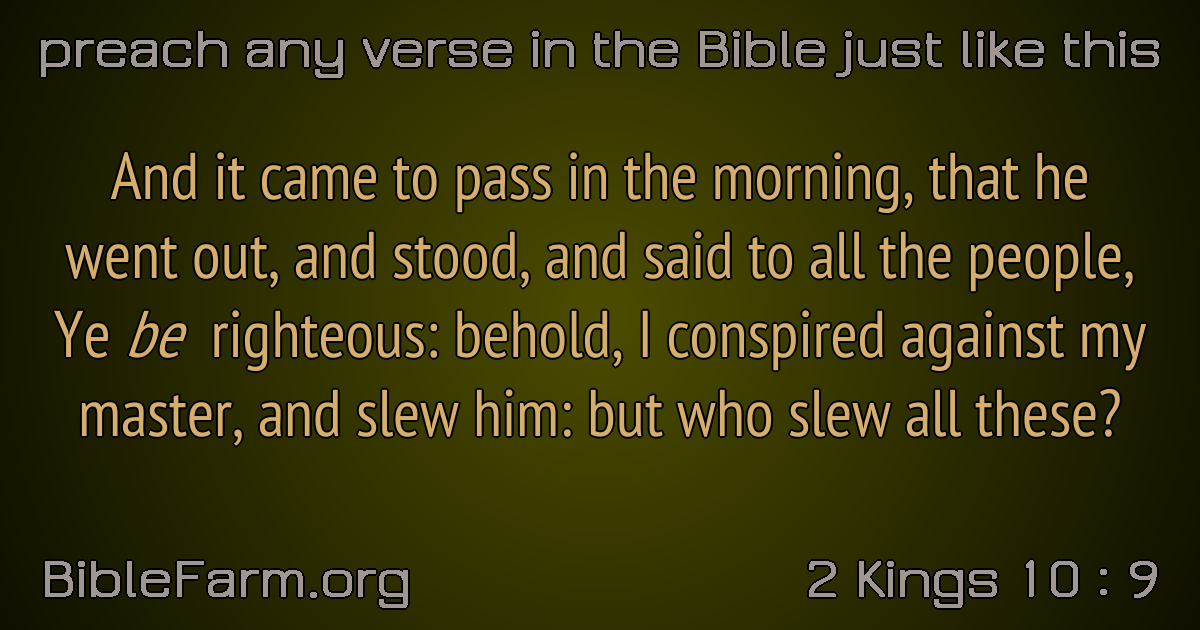 preach any verse in the Bible just like this
And it came to pass in the morning, that he
went out, and stood, and said to all the people,
Ye be righteous: behold, I conspired against my
master, and slew him: but who slew all these?
BibleFarm.org
2 Kings 10 : 9